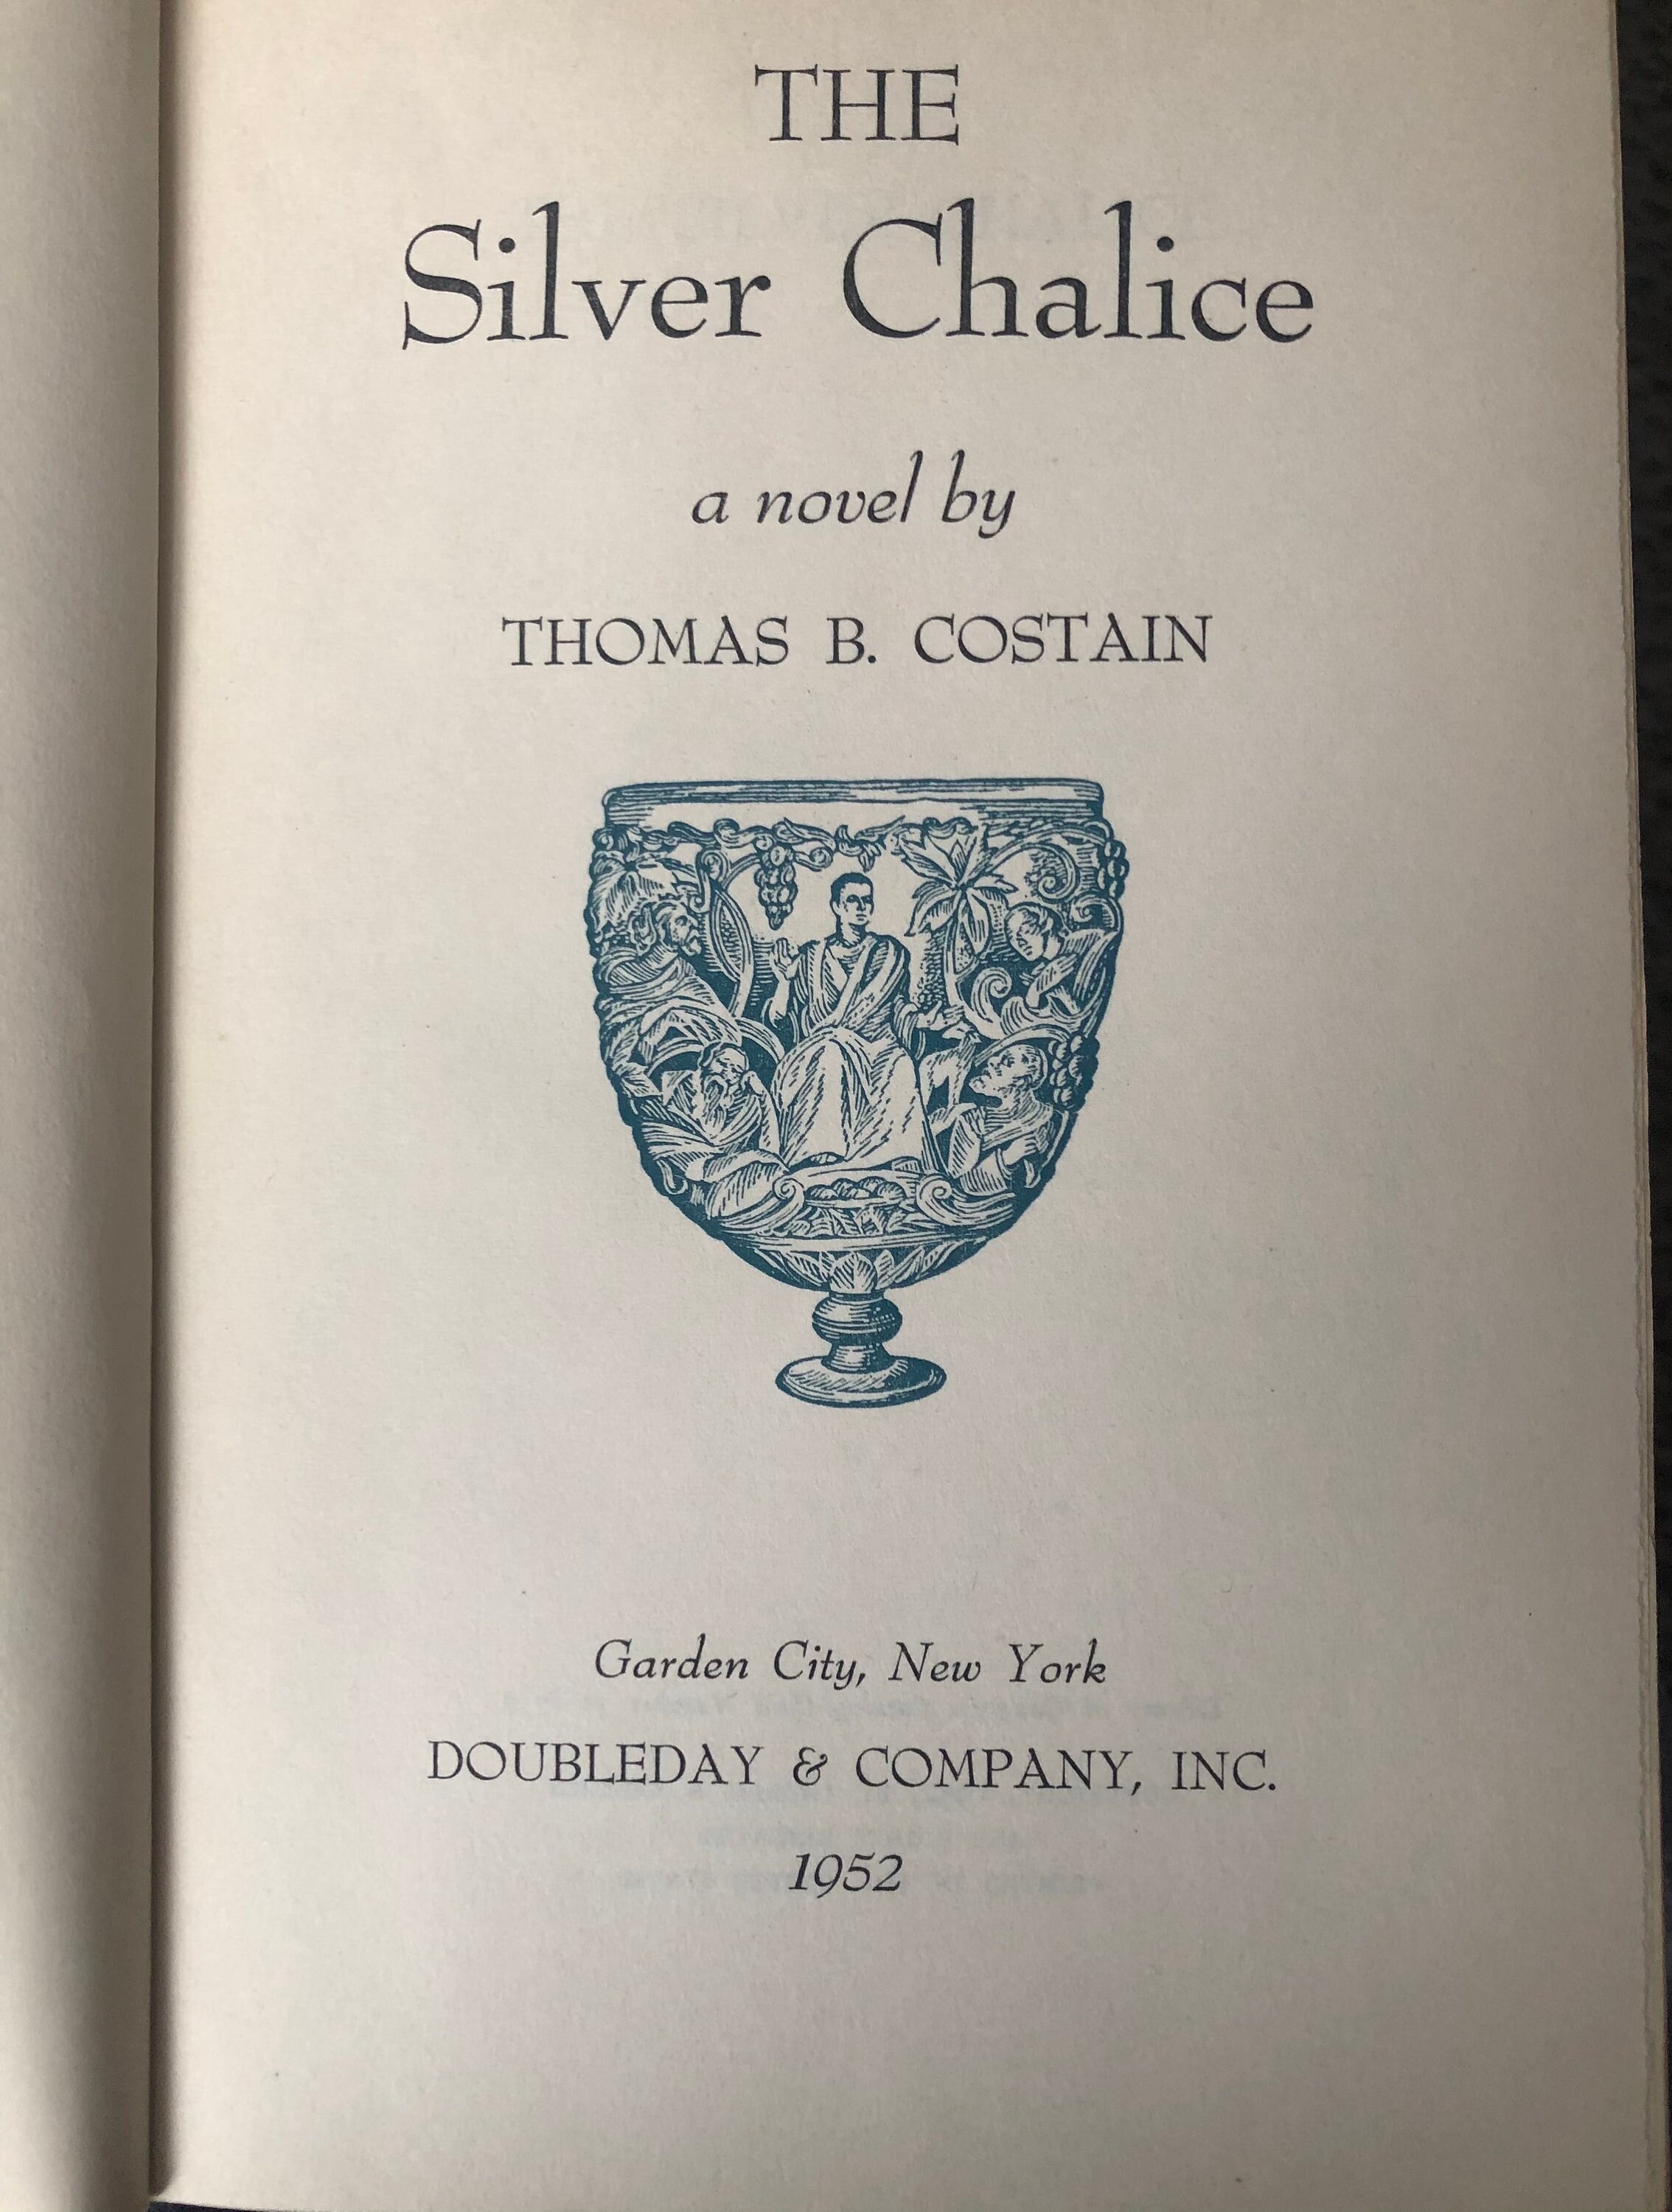 THE
Silver Chalice
a novel by
THOMAS B. COSTAIN
Garden City, New York
DOUBLEDAY & COMPANY, INC.
1952